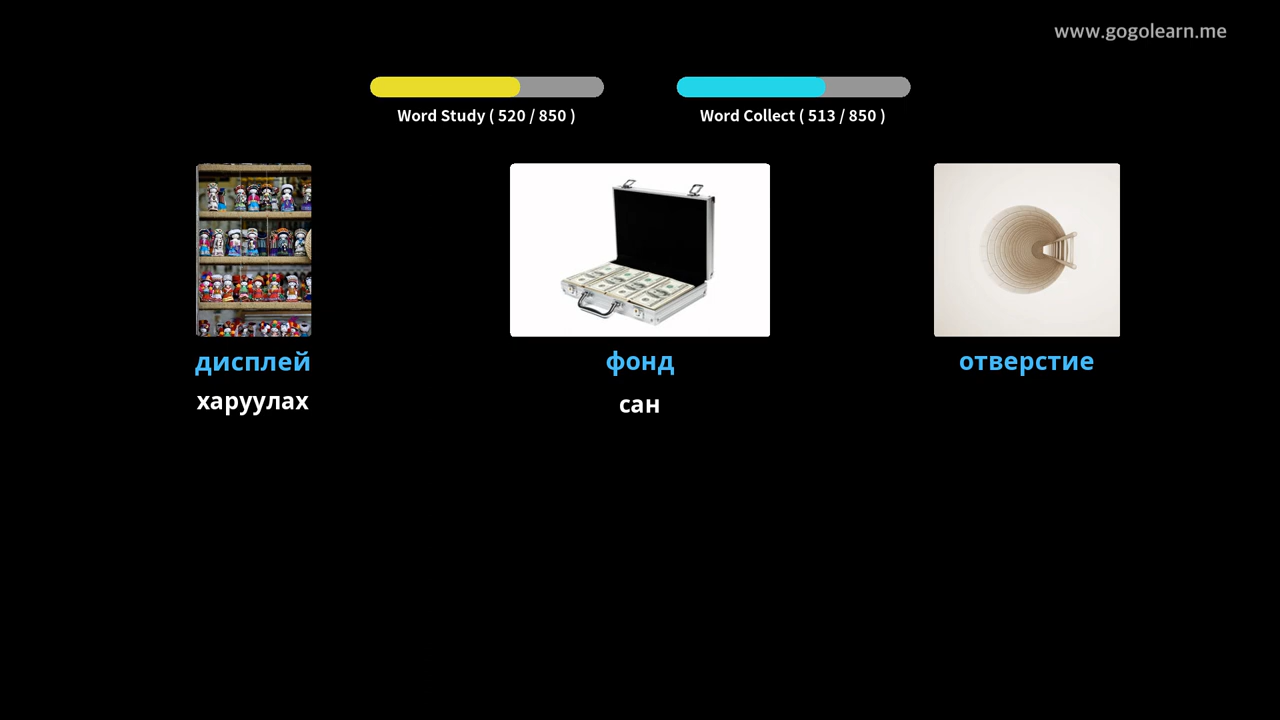 www.gogolearn.me
Word Study ( 520 / 850 )
Word Collect ( 513 / 850 )
дисплей
фонд
отверстие
харуулах
сан